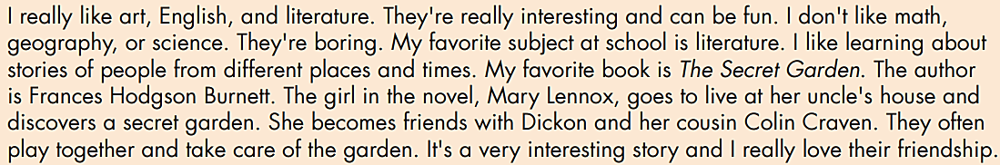 I really like art, English, and literature. They're really interesting and can be fun. I don't like math,
geography, or science. They're boring. My favorite subject at school is literature. I like learning about
stories of people from different places and times. My favorite book is The Secret Garden. The author
is Frances Hodgson Burnett. The girl in the novel, Mary Lennox, goes to live at her uncle's house and
discovers a secret garden. She becomes friends with Dickon and her cousin Colin Craven. They often
play together and take care of the garden. It's a very interesting story and I really love their friendship.